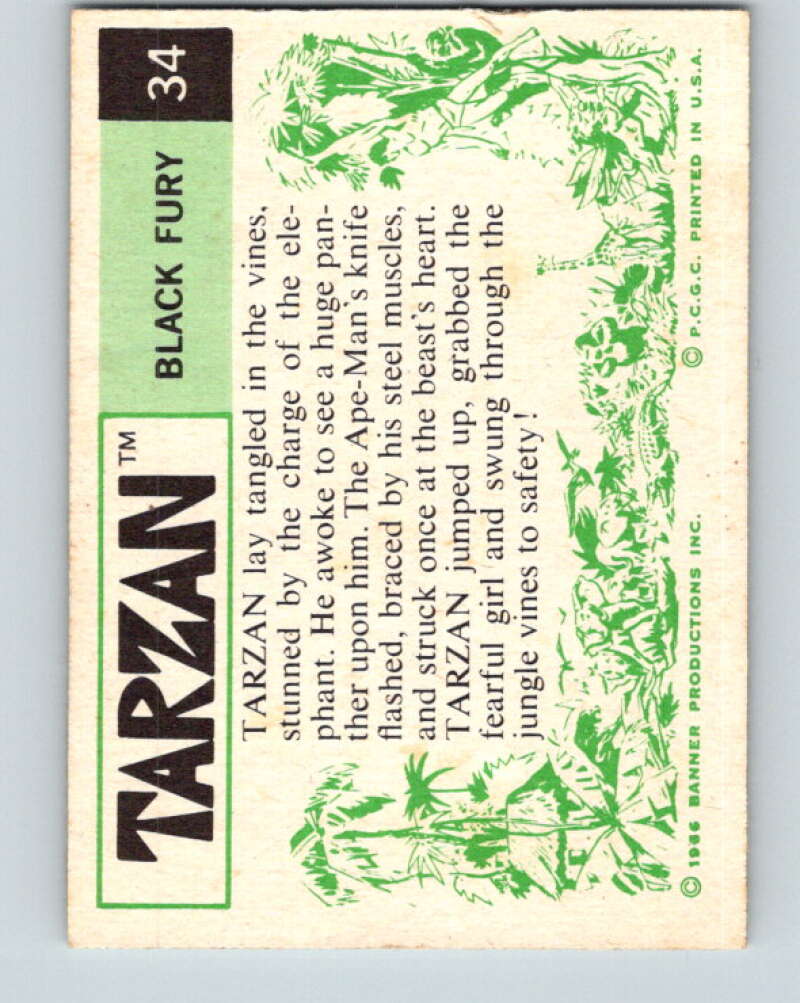 TARZAN™ BLACK FURY 34
TARZAN lay tangled in the vines,
stunned by the charge of the ele-
phant. He awoke to see a huge pan-
ther upon him. The Ape-Man's knife
flashed, braced by his steel muscles,
and struck once at the beast's heart.
TARZAN jumped up, grabbed the
fearful girl and swung through the
jungle vines to safety!
© 1966 BANNER PRODUCTIONS INC. © P.C.G.C. PRINTED IN U.S.A.